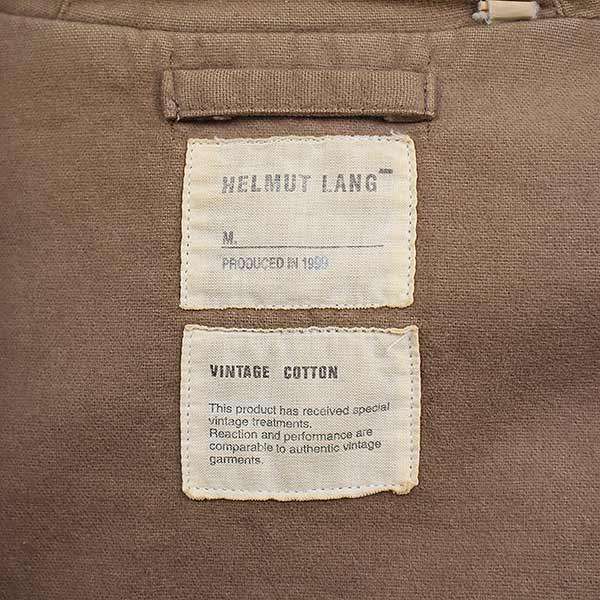 HELMUT LANG
M.
PRODUCED IN 1999
VINTAGE COTTON
This product has received special
vintage treatments.
Reaction and performance are
comparable to authentic vintage
garments.